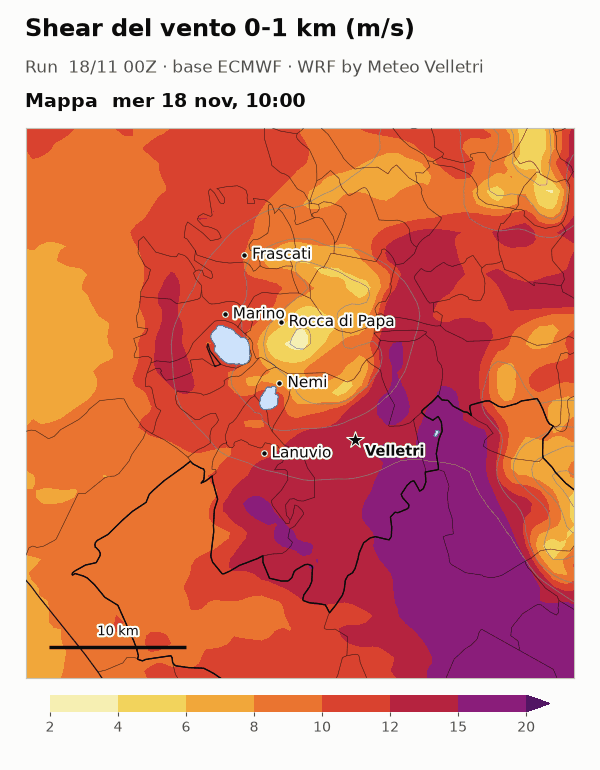 Shear del vento 0-1 km (m/s)
Run  18/11 00Z · base ECMWF · WRF by Meteo Velletri
Mappa  mer 18 nov, 10:00
Frascati
Marino
Rocca di Papa
Nemi
Velletri
Lanuvio
10 km
2 4 6 8 10 12 15 20